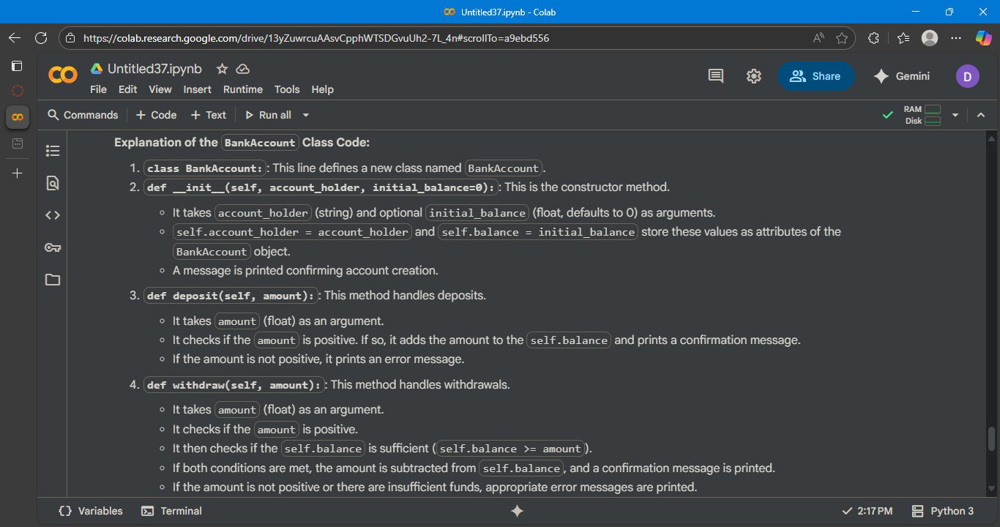 Untitled37.ipynb - Colab
https://colab.research.google.com/drive/13yZuwrcuAAsvCpphWTSDGvuUh2-7L_4n#scrollTo=a9ebd556
Untitled37.ipynb
File Edit View Insert Runtime Tools Help
Share
Gemini
D
Commands + Code + Text Run all
RAM
Disk
Explanation of the BankAccount Class Code:
1. class BankAccount: : This line defines a new class named BankAccount .
2. def __init__(self, account_holder, initial_balance=0): : This is the constructor method.
It takes account_holder (string) and optional initial_balance (float, defaults to 0) as arguments.
self.account_holder = account_holder and self.balance = initial_balance store these values as attributes of the
BankAccount object.
A message is printed confirming account creation.
3. def deposit(self, amount): : This method handles deposits.
It takes amount (float) as an argument.
It checks if the amount is positive. If so, it adds the amount to the self.balance and prints a confirmation message.
If the amount is not positive, it prints an error message.
4. def withdraw(self, amount): : This method handles withdrawals.
It takes amount (float) as an argument.
It checks if the amount is positive.
It then checks if the self.balance is sufficient ( self.balance >= amount ).
If both conditions are met, the amount is subtracted from self.balance , and a confirmation message is printed.
If the amount is not positive or there are insufficient funds, appropriate error messages are printed.
Variables Terminal
2:17 PM Python 3